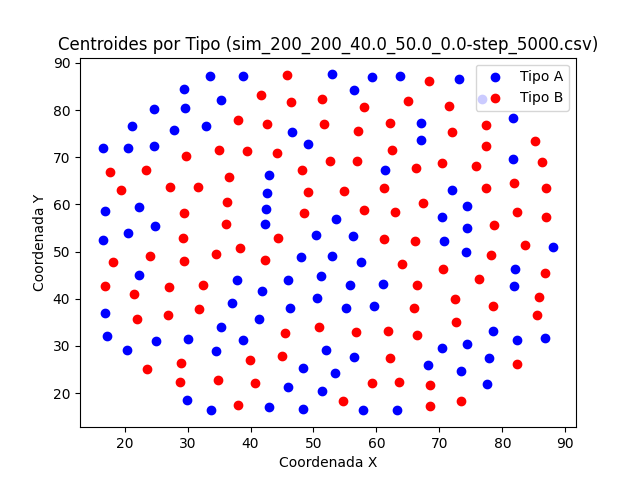 Centroides por Tipo (sim_200_200_40.0_50.0_0.0-step_5000.csv)
90
80
70
60
50
40
30
20
Coordenada Y
Tipo A
Tipo B
20 30 40 50 60 70 80 90
Coordenada X